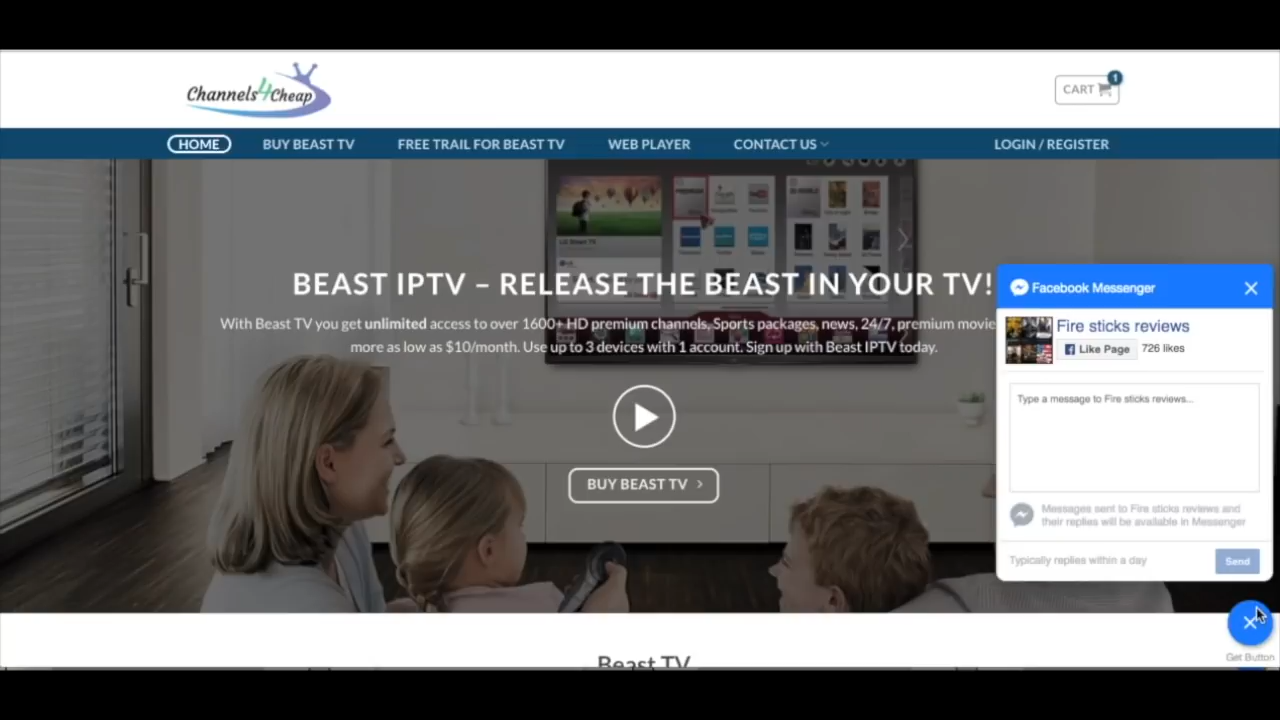 Channels4Cheap
CART
1
HOME
BUY BEAST TV
FREE TRAIL FOR BEAST TV
WEB PLAYER
CONTACT US
LOGIN / REGISTER
BEAST IPTV – RELEASE THE BEAST IN YOUR TV!
With Beast TV you get unlimited access to over 1600+ HD premium channels, Sports packages, news, 24/7, premium movie
more as low as $10/month. Use up to 3 devices with 1 account. Sign up with Beast IPTV today.
BUY BEAST TV
Beast TV
Facebook Messenger
Fire sticks reviews
Like Page
726 likes
Type a message to Fire sticks reviews...
Messages sent to Fire sticks reviews and
their replies will be available in Messenger
Typically replies within a day
Send
Get Button